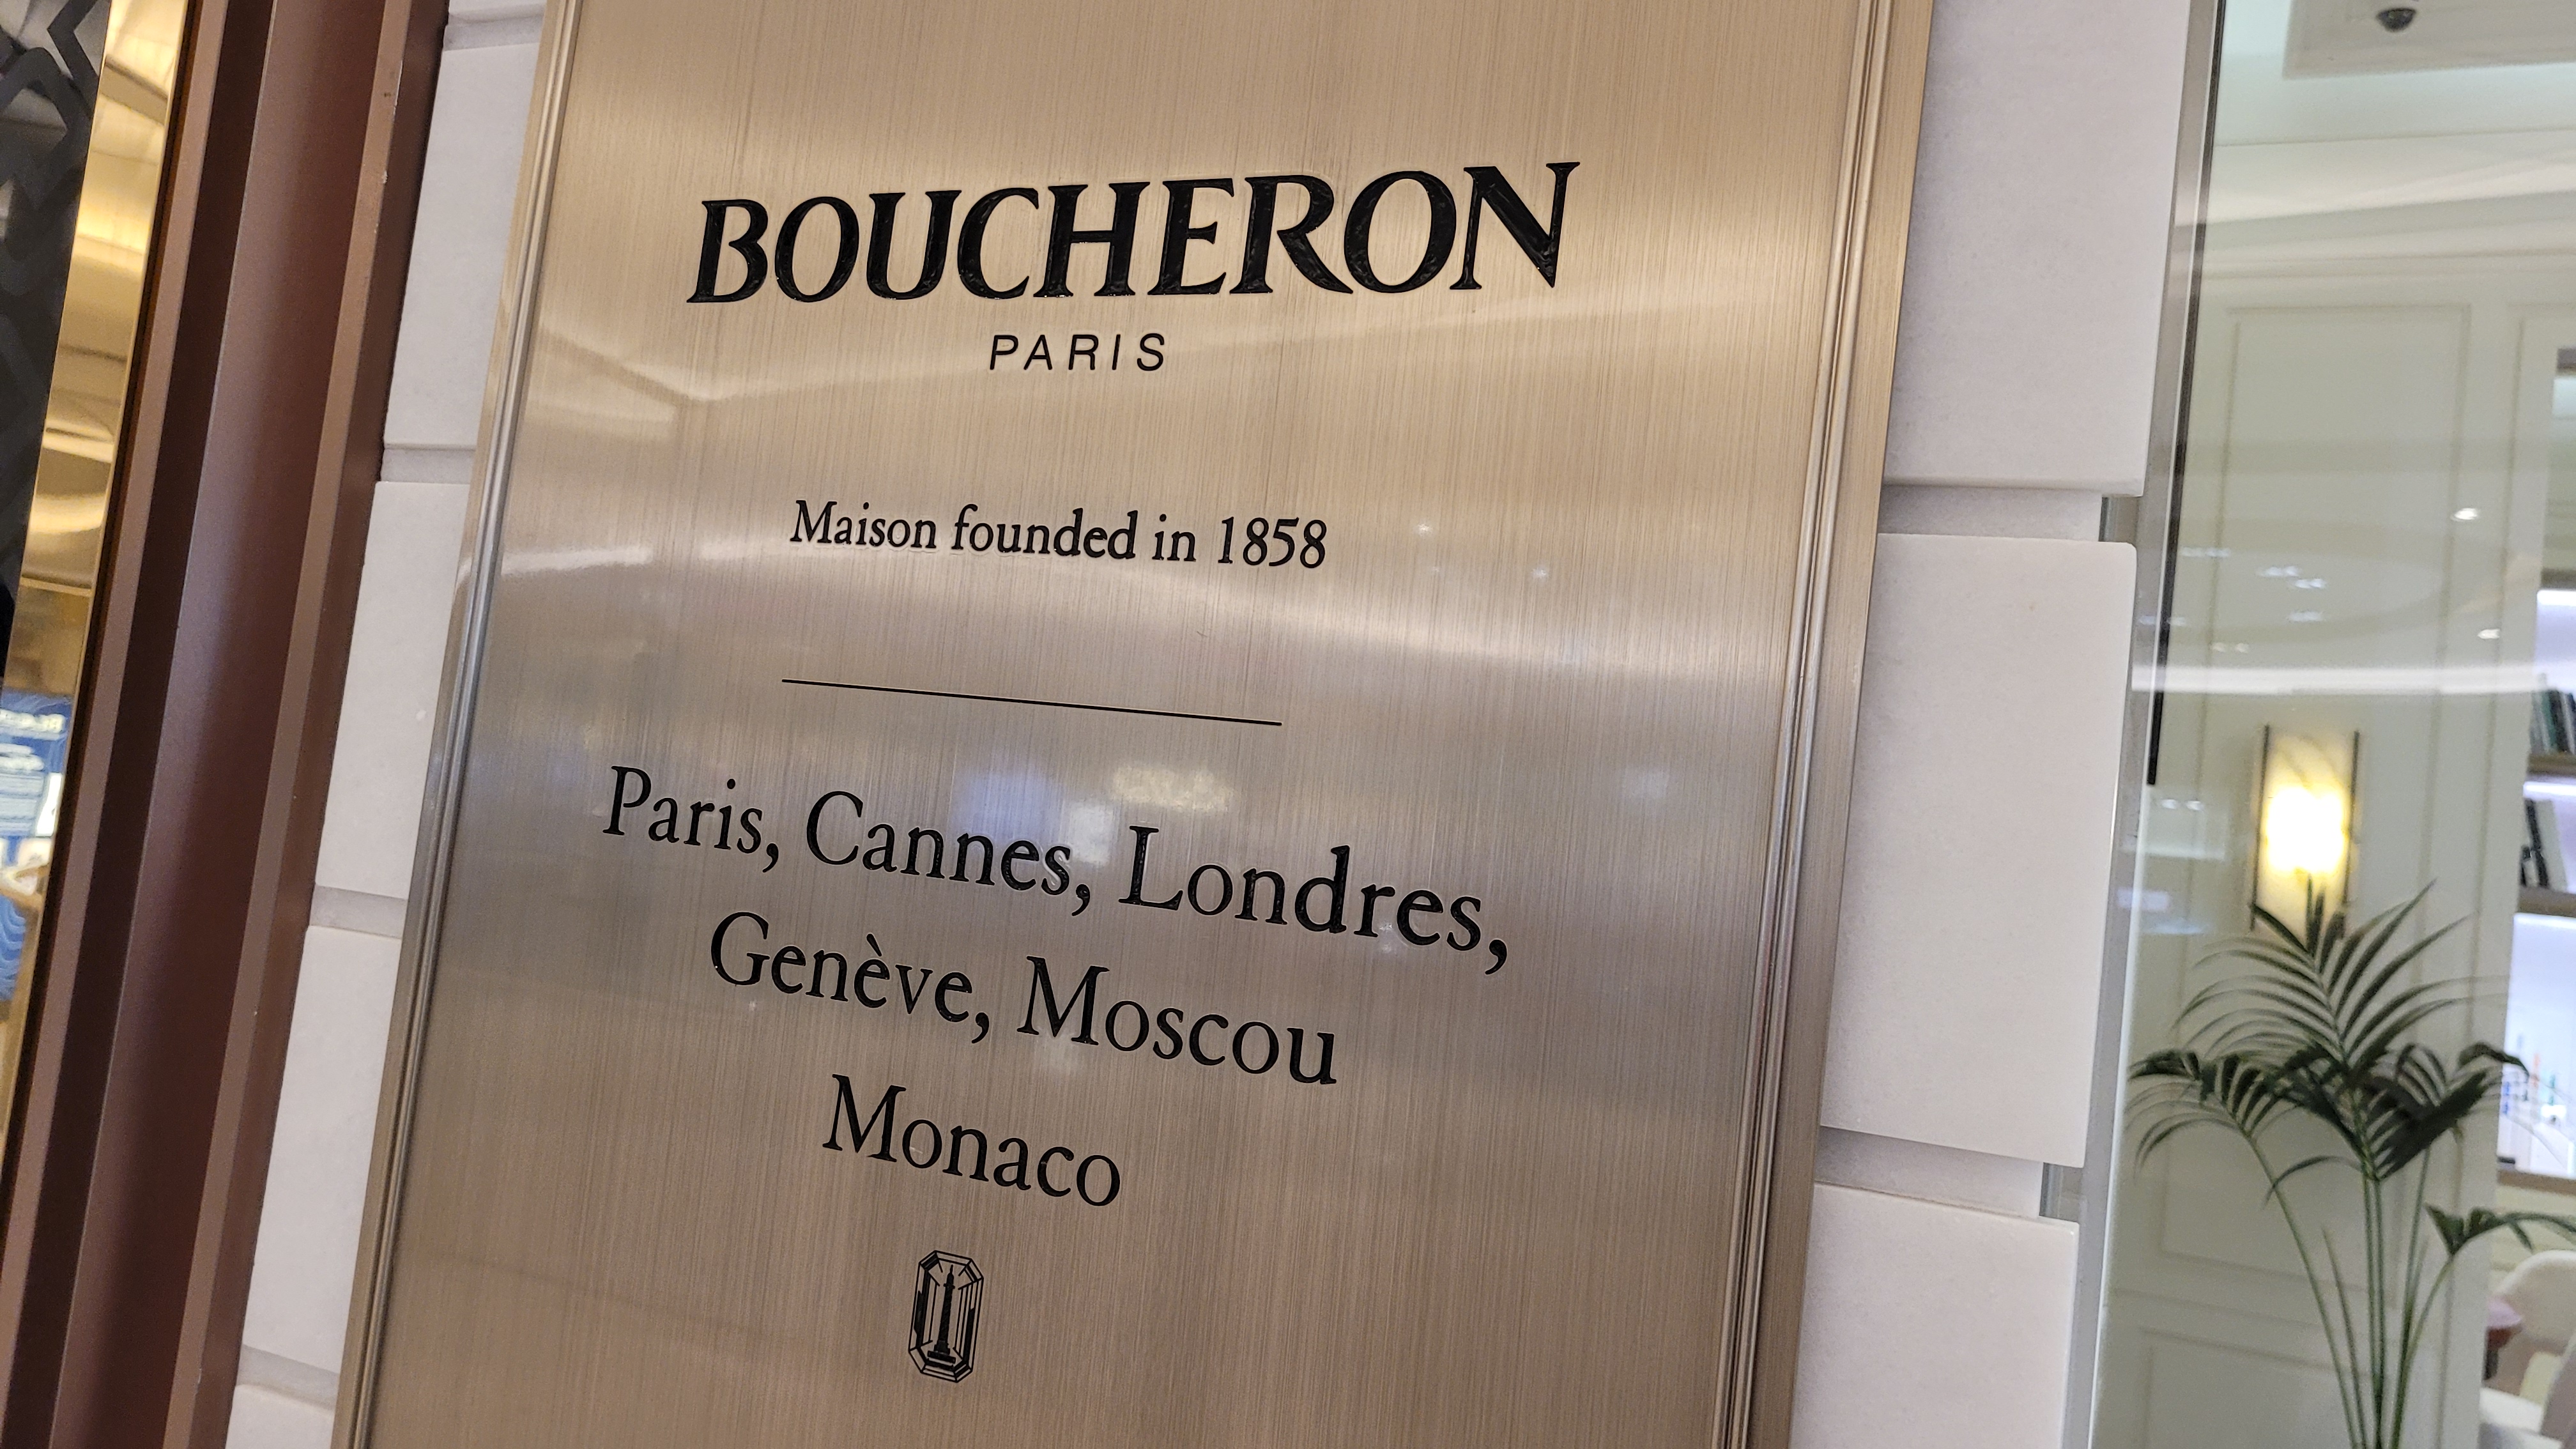 BOUCHERON
PARIS
Maison founded in 1858
Paris, Cannes, Londres,
Genève, Moscou
Monaco